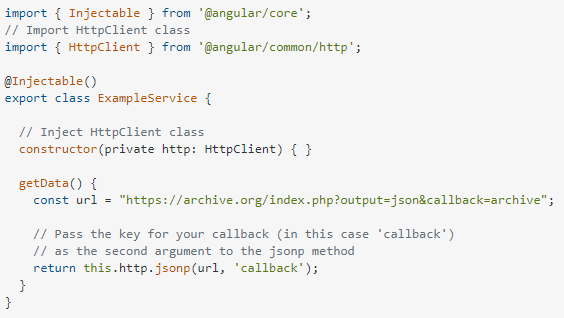 import { Injectable } from '@angular/core';
// Import HttpClient class
import { HttpClient } from '@angular/common/http';

@Injectable()
export class ExampleService {

  // Inject HttpClient class
  constructor(private http: HttpClient) { }

  getData() {
    const url = "https://archive.org/index.php?output=json&callback=archive";

    // Pass the key for your callback (in this case 'callback')
    // as the second argument to the jsonp method
    return this.http.jsonp(url, 'callback');
  }
}